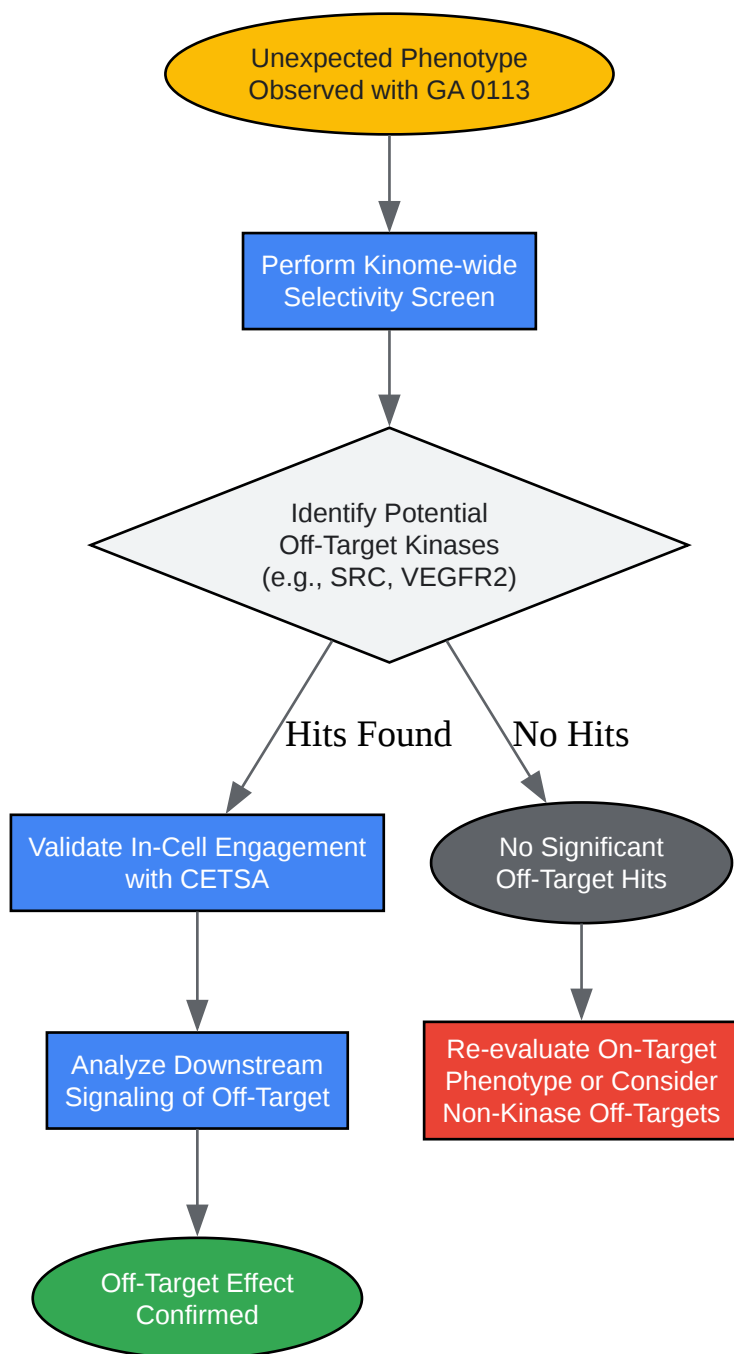 Unexpected Phenotype
Observed with GA 0113
Perform Kinome-wide
Selectivity Screen
Identify Potential
Off-Target Kinases
(e.g., SRC, VEGFR2)
Hits Found
No Hits
Validate In-Cell Engagement
with CETSA
No Significant
Off-Target Hits
Analyze Downstream
Signaling of Off-Target
Re-evaluate On-Target
Phenotype or Consider
Non-Kinase Off-Targets
Off-Target Effect
Confirmed